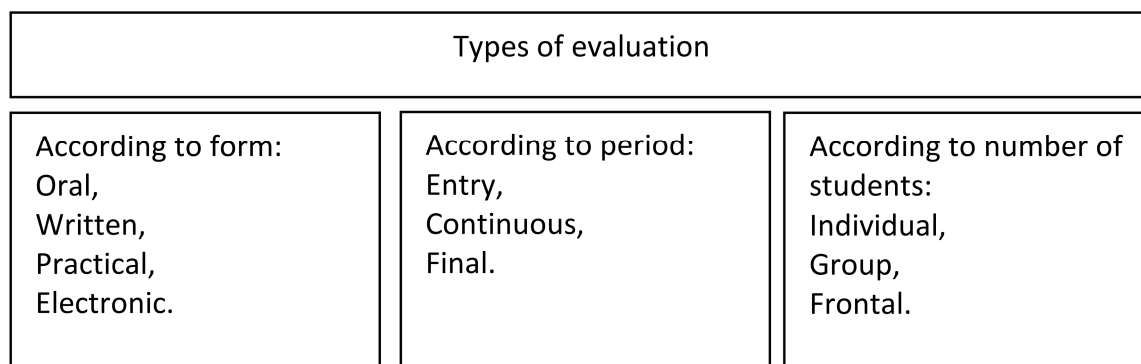 Types of evaluation
According to form:
Oral,
Written,
Practical,
Electronic.
According to period:
Entry,
Continuous,
Final.
According to number of
students:
Individual,
Group,
Frontal.